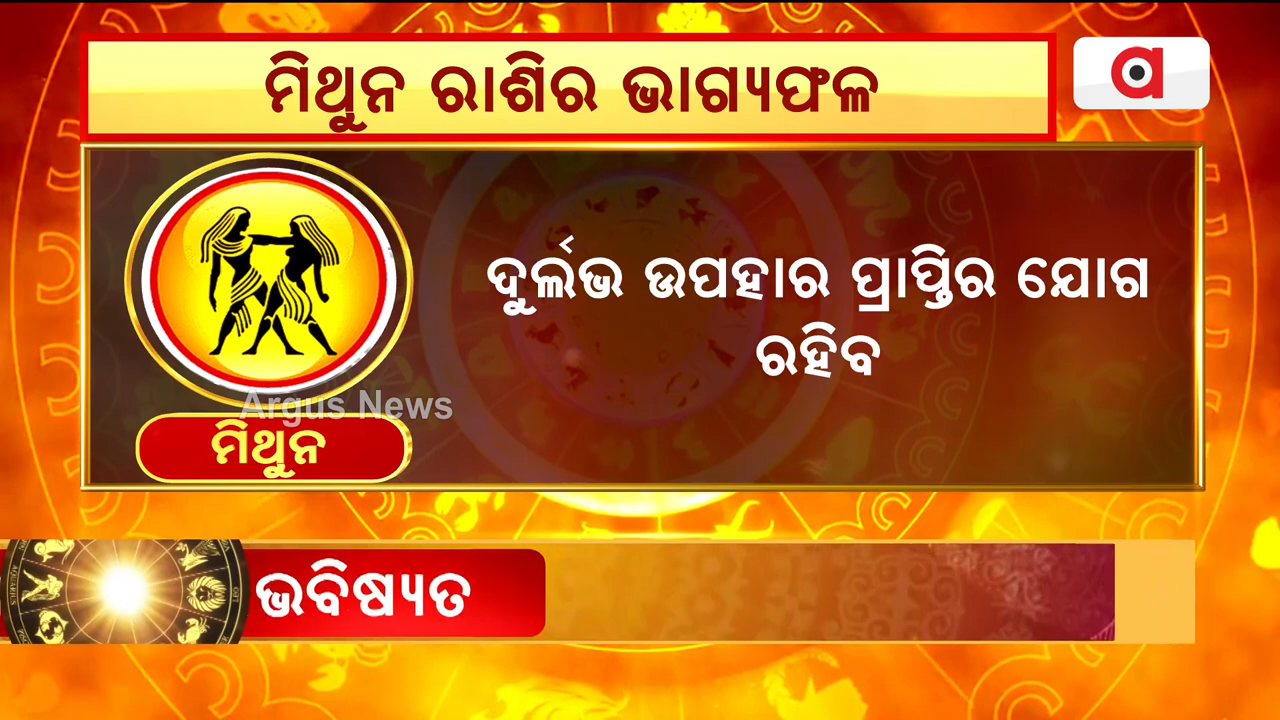 ମିଥୁନ ରାଶିର ଭାଗ୍ୟଫଳ
a
ଦୁର୍ଲଭ ଉପହାର ପ୍ରାପ୍ତିର ଯୋଗ
ରହିବ
Argus News
ମିଥୁନ
ଭବିଷ୍ୟତ